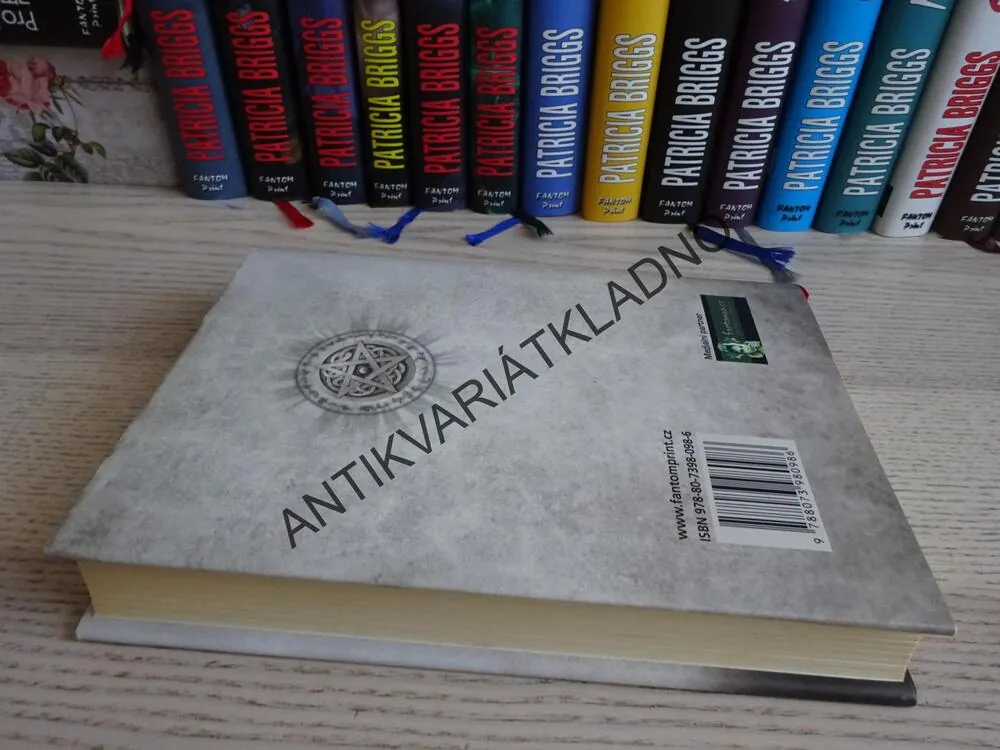 PATRICIA BRIGGS
FANTOM
Print
PATRICIA BRIGGS
FANTOM
Print
PATRICIA BRIGGS
FANTOM
Print
PATRICIA BRIGGS
FANTOM
Print
PATRICIA BRIGGS
FANTOM
Print
PATRICIA BRIGGS
FANTOM
Print
PATRICIA BRIGGS
FANTOM
Print
PATRICIA BRIGGS
FANTOM
Print
PATRICIA BRIGGS
FANTOM
Print
PATRICIA BRIGGS
FANTOM
Print
PATRICIA BRIGGS
FANTOM
Print
PATRICIA BRIGGS
FANTOM
Print
PATRICIA BRIGGS
FANTOM
Print
FANTOM
Print
ANTIKVARIÁTKLADNO
Mediální partner
www.fantomprint.cz
ISBN 978-80-7398-098-6
9 788073 980986